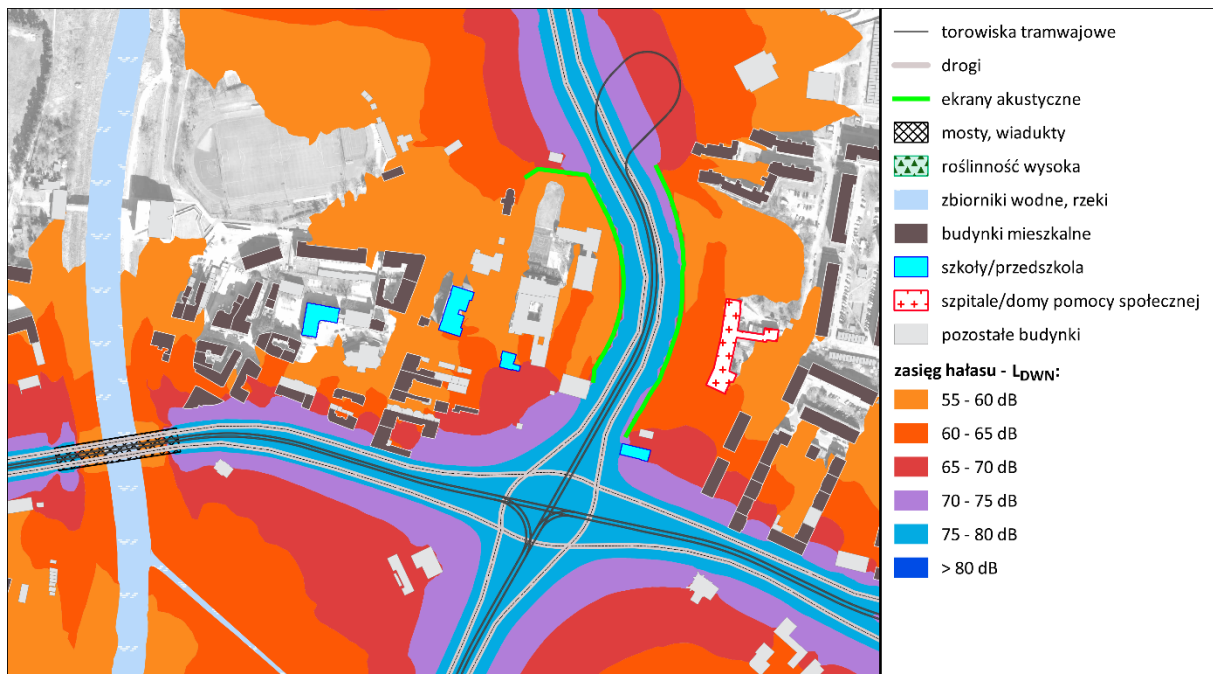 torowiska tramwajowe
drogi
ekrany akustyczne
mosty, wiadukty
roślinność wysoka
zbiorniki wodne, rzeki
budynki mieszkalne
szkoły/przedszkola
szpitale/domy pomocy społecznej
pozostałe budynki
zasięg hałasu - LDWN:
55 - 60 dB
60 - 65 dB
65 - 70 dB
70 - 75 dB
75 - 80 dB
> 80 dB